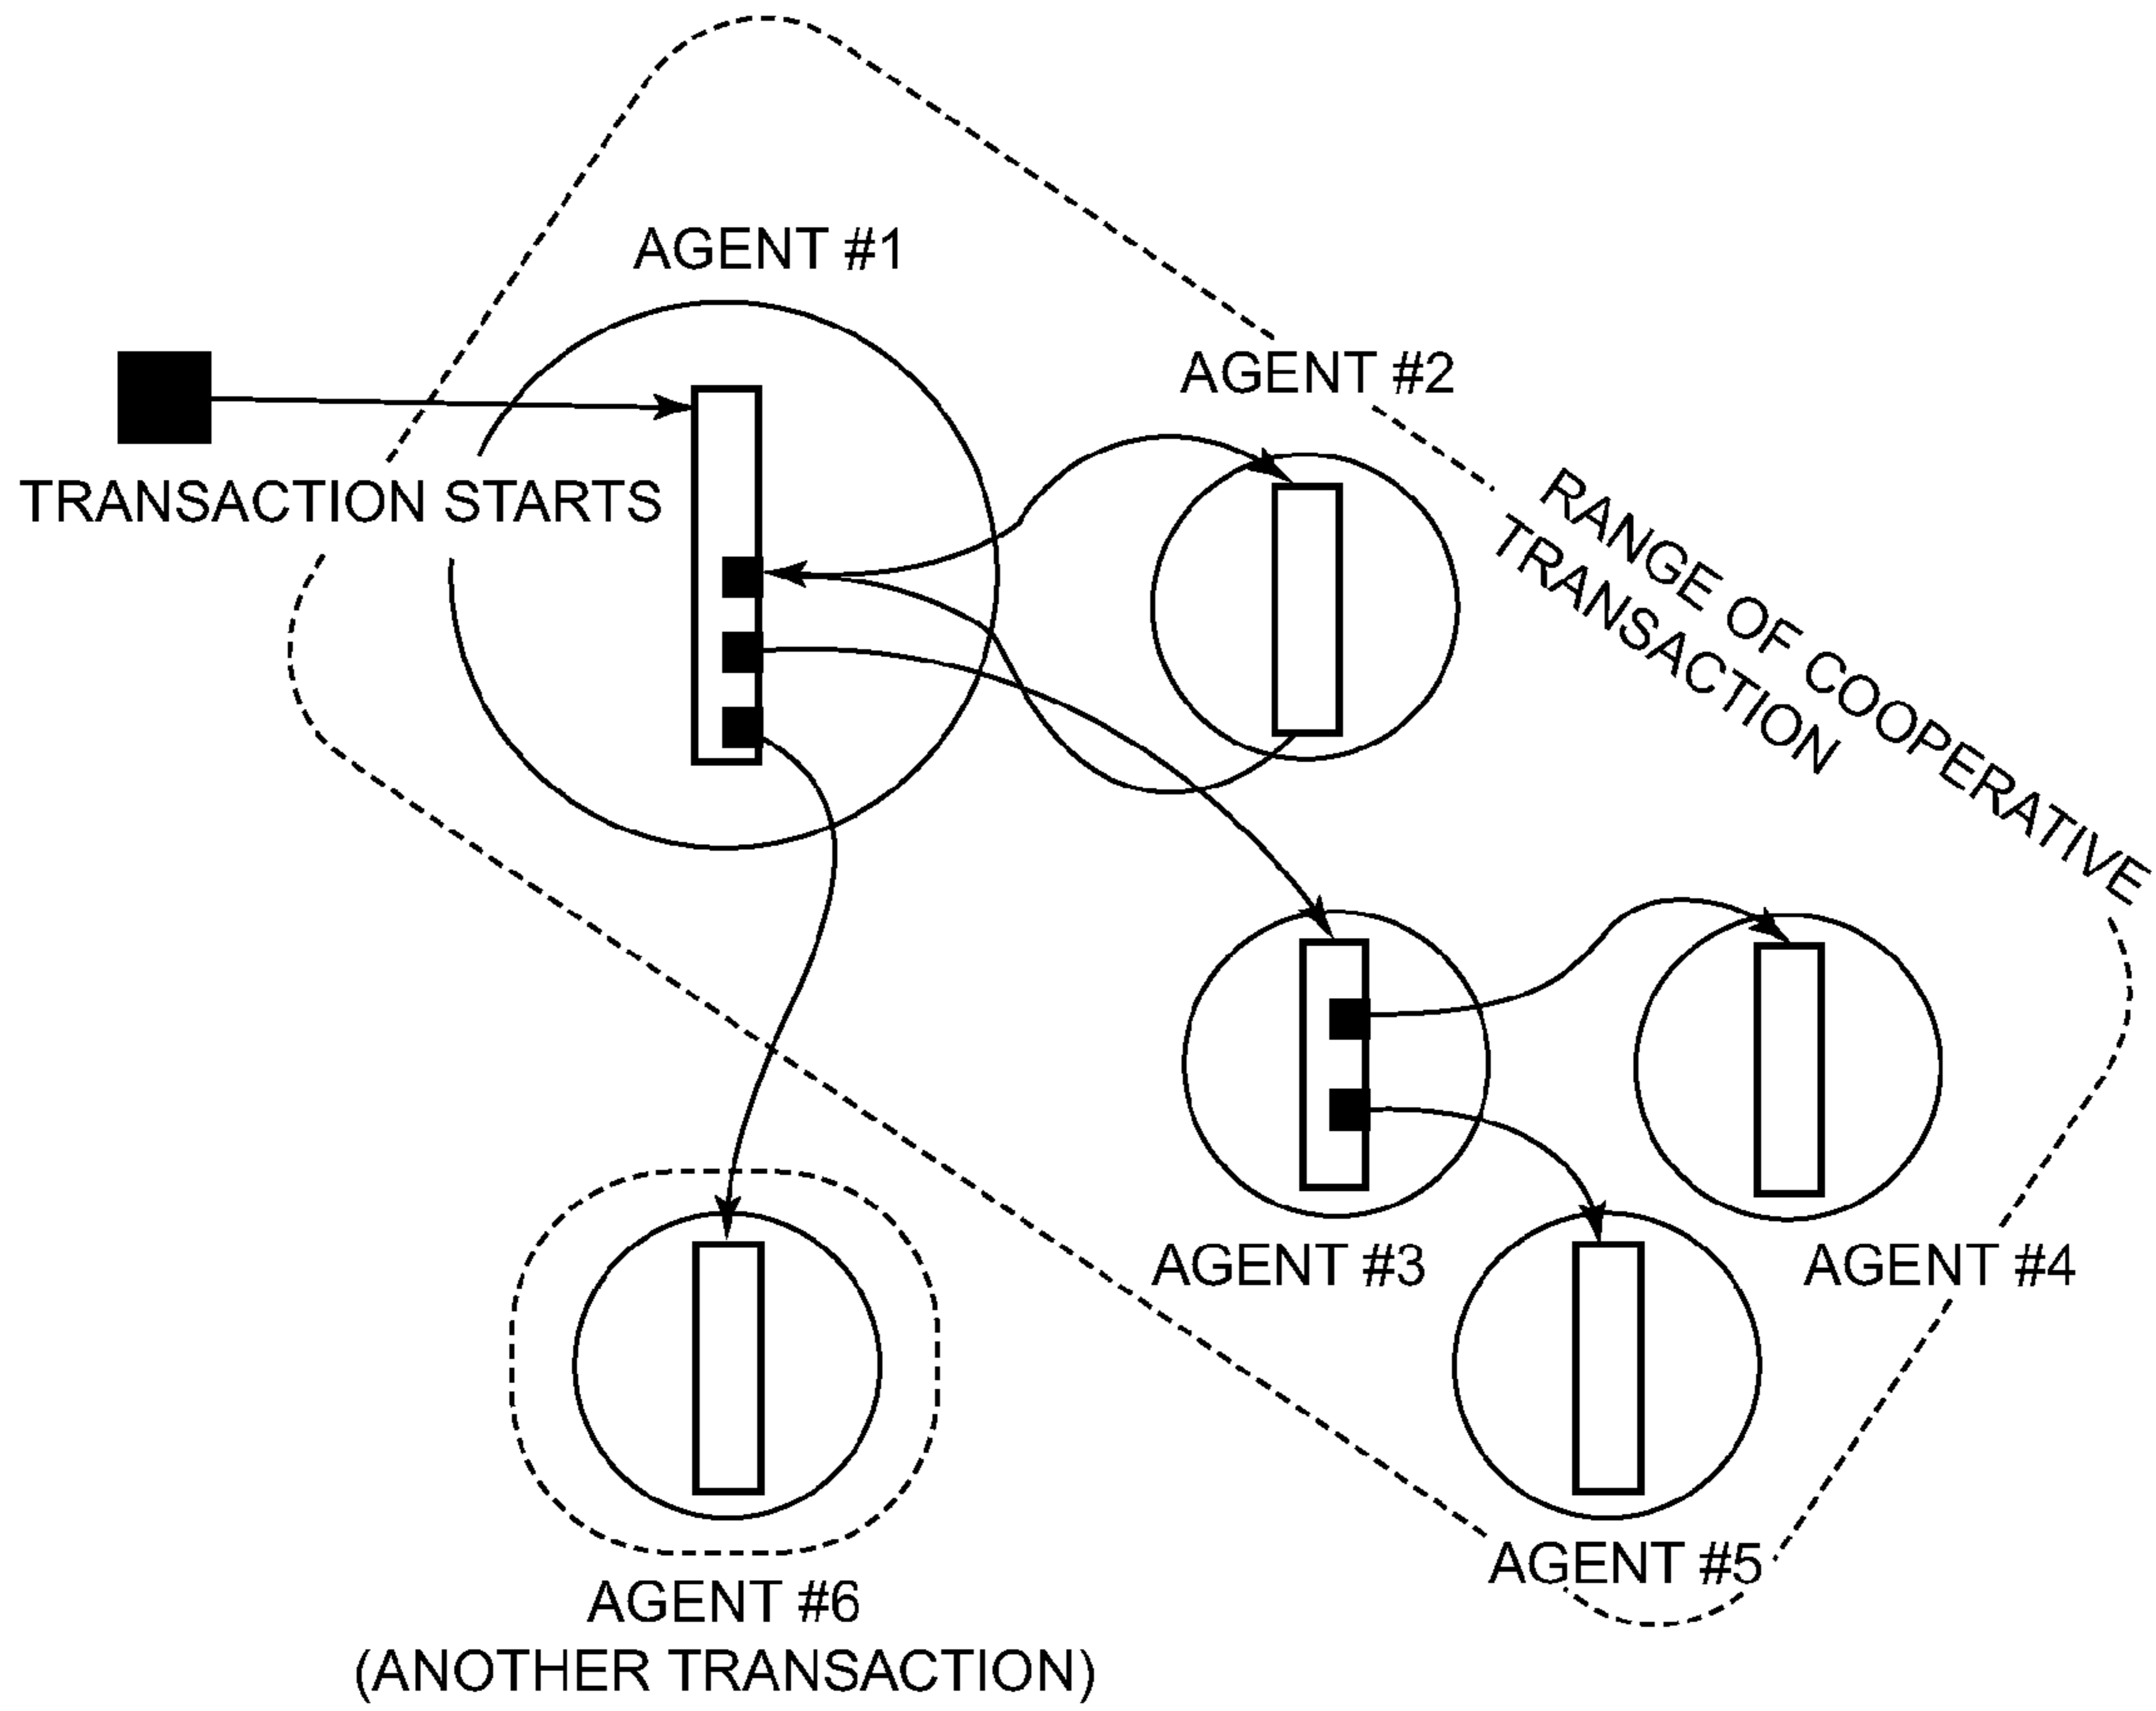 AGENT #1
AGENT #2
TRANSACTION STARTS
RANGE OF COOPERATIVE
TRANSACTION
AGENT #3
AGENT #4
AGENT #5
AGENT #6
(ANOTHER TRANSACTION)